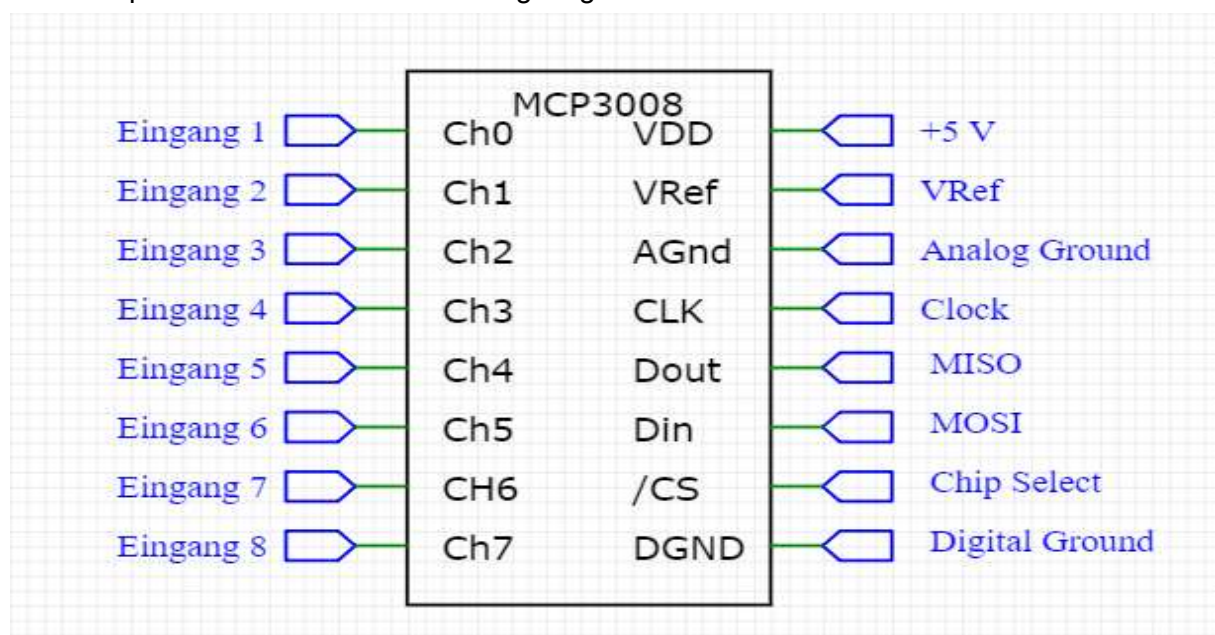 MCP3008
Eingang 1 Ch0 VDD +5 V
Eingang 2 Ch1 VRef VRef
Eingang 3 Ch2 AGnd Analog Ground
Eingang 4 Ch3 CLK Clock
Eingang 5 Ch4 Dout MISO
Eingang 6 Ch5 Din MOSI
Eingang 7 CH6 /CS Chip Select
Eingang 8 Ch7 DGND Digital Ground